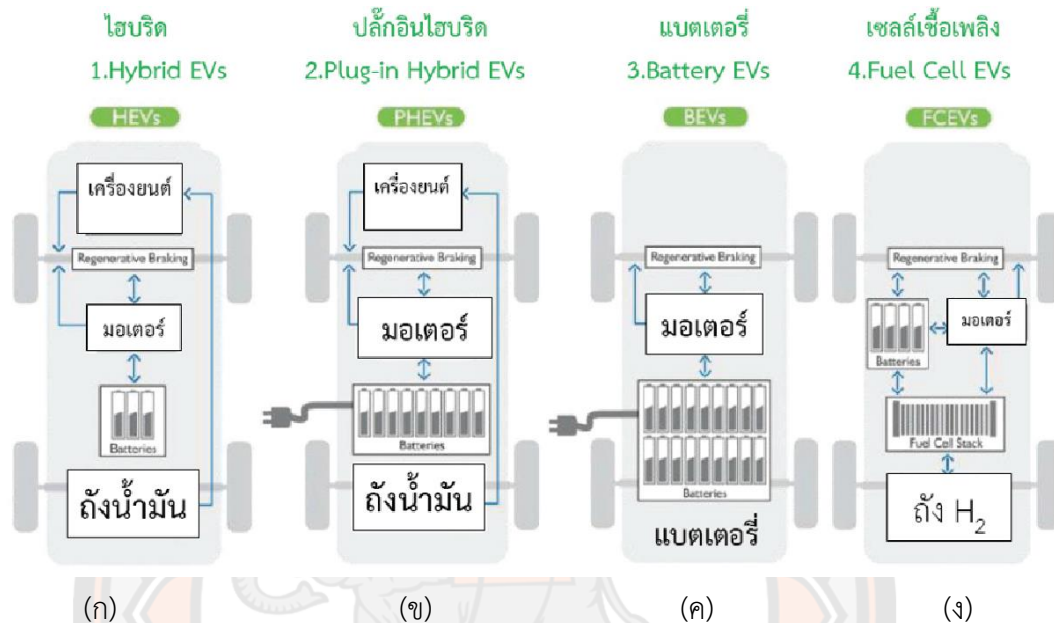 ไฮบริด
1.Hybrid EVs
HEVs
เครื่องยนต์
Regenerative Braking
มอเตอร์
Batteries
ถังน้ำมัน
(ก)
ปลั๊กอินไฮบริด
2.Plug-in Hybrid EVs
PHEVs
เครื่องยนต์
Regenerative Braking
มอเตอร์
Batteries
ถังน้ำมัน
(ข)
แบตเตอรี่
3.Battery EVs
BEVs
Regenerative Braking
มอเตอร์
Batteries
แบตเตอรี่
(ค)
เซลล์เชื้อเพลิง
4.Fuel Cell EVs
FCEVs
Regenerative Braking
Batteries
มอเตอร์
Fuel Cell Stack
ถัง H₂
(ง)